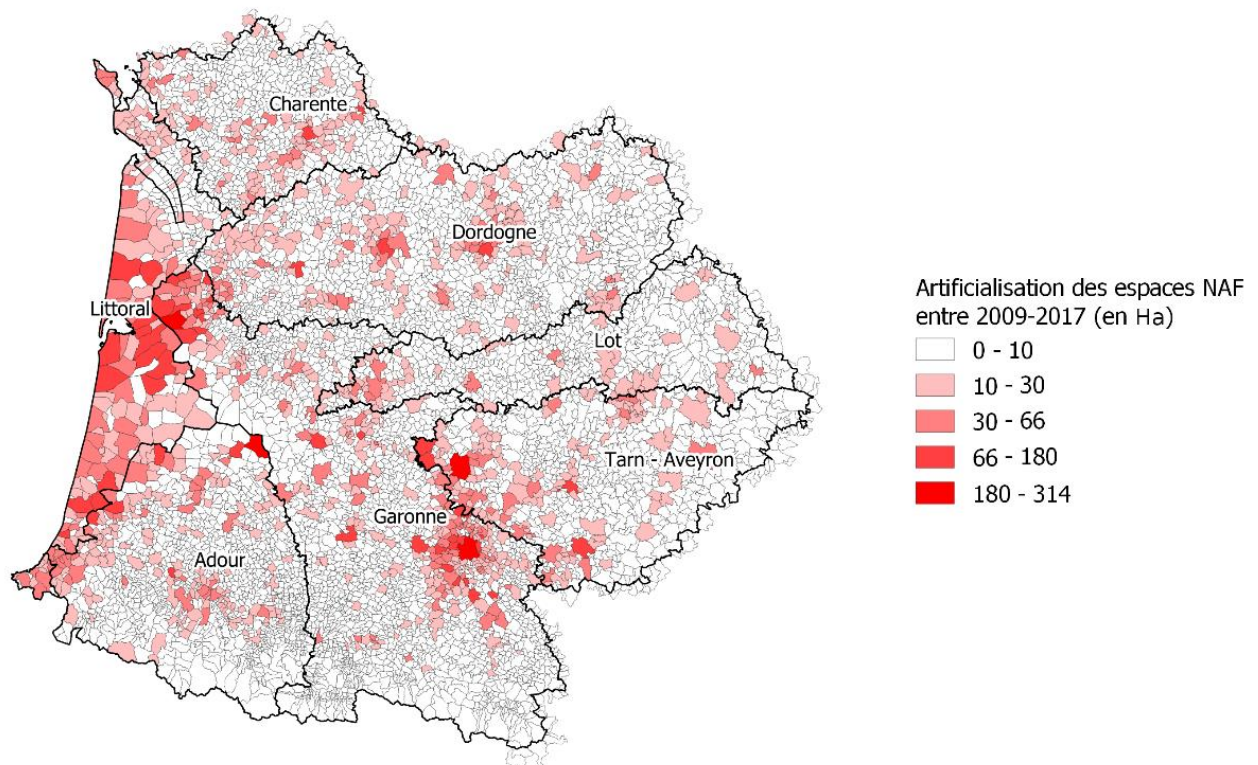 Charente
Dordogne
Littoral
Lot
Tarn - Aveyron
Garonne
Adour
Artificialisation des espaces NAF
entre 2009-2017 (en Ha)
0 - 10
10 - 30
30 - 66
66 - 180
180 - 314